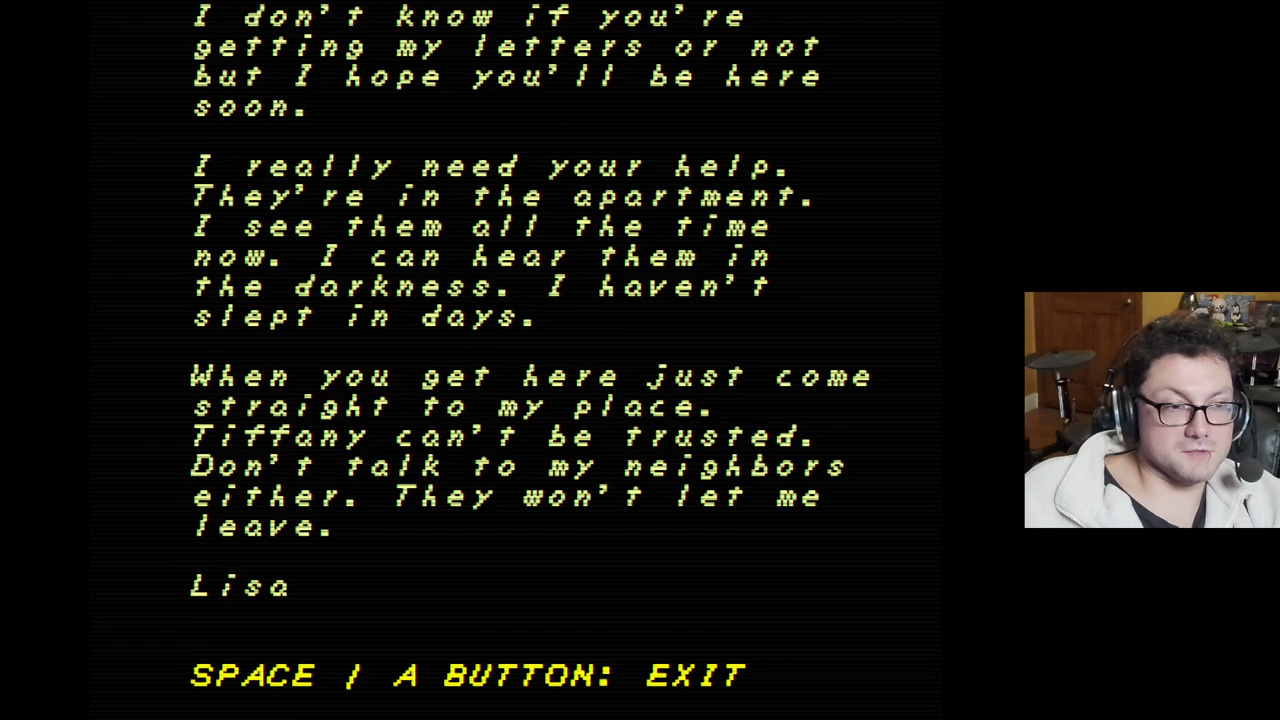 I don't know if you're
getting my letters or not
but I hope you'll be here
soon.
I really need your help.
They're in the apartment.
I see them all the time
now. I can hear them in
the darkness. I haven't
slept in days.
When you get here just come
straight to my place.
Tiffany can't be trusted.
Don't talk to my neighbors
either. They won't let me
leave.
Lisa
SPACE / A BUTTON: EXIT